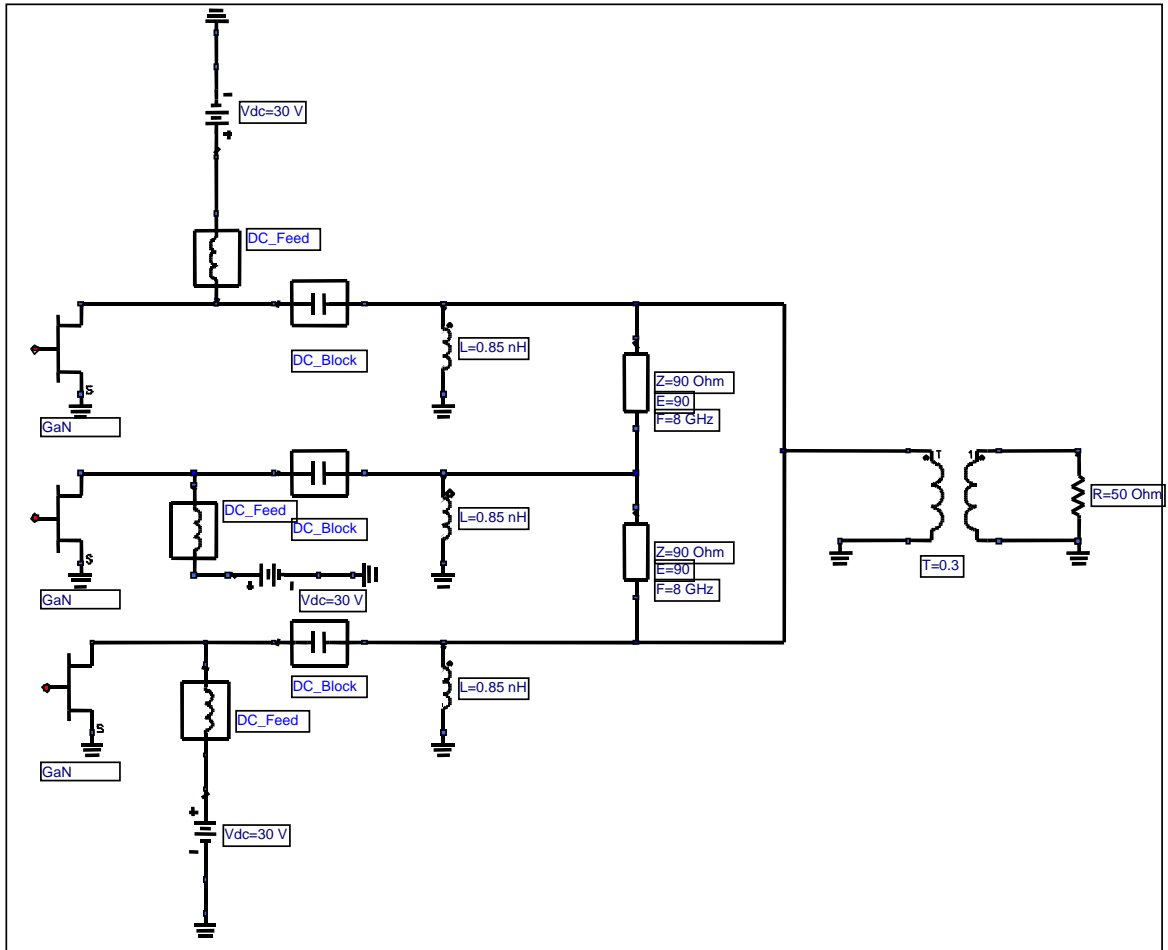 -
Vdc=30 V
+
DC_Feed
DC_Block
L=0.85 nH
S
GaN
Z=90 Ohm
E=90
F=8 GHz
T
1
R=50 Ohm
T=0.3
DC_Feed
DC_Block
L=0.85 nH
S
GaN
+
-
Vdc=30 V
Z=90 Ohm
E=90
F=8 GHz
DC_Block
L=0.85 nH
DC_Feed
S
GaN
+
Vdc=30 V
-